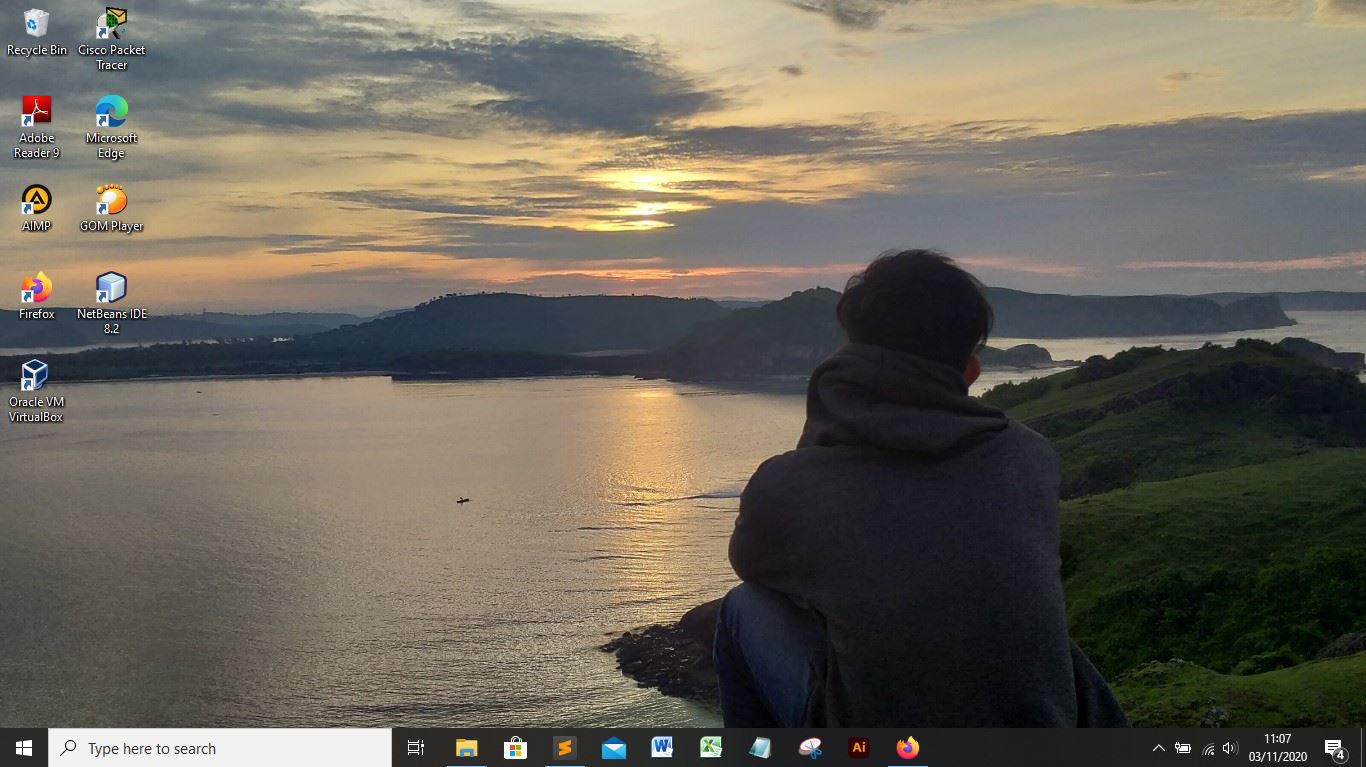 Recycle Bin
Cisco Packet
Tracer
Adobe
Reader 9
Microsoft
Edge
AIMP
GOM Player
Firefox
NetBeans IDE
8.2
Oracle VM
VirtualBox
Type here to search
Ai
11:07
03/11/2020
4